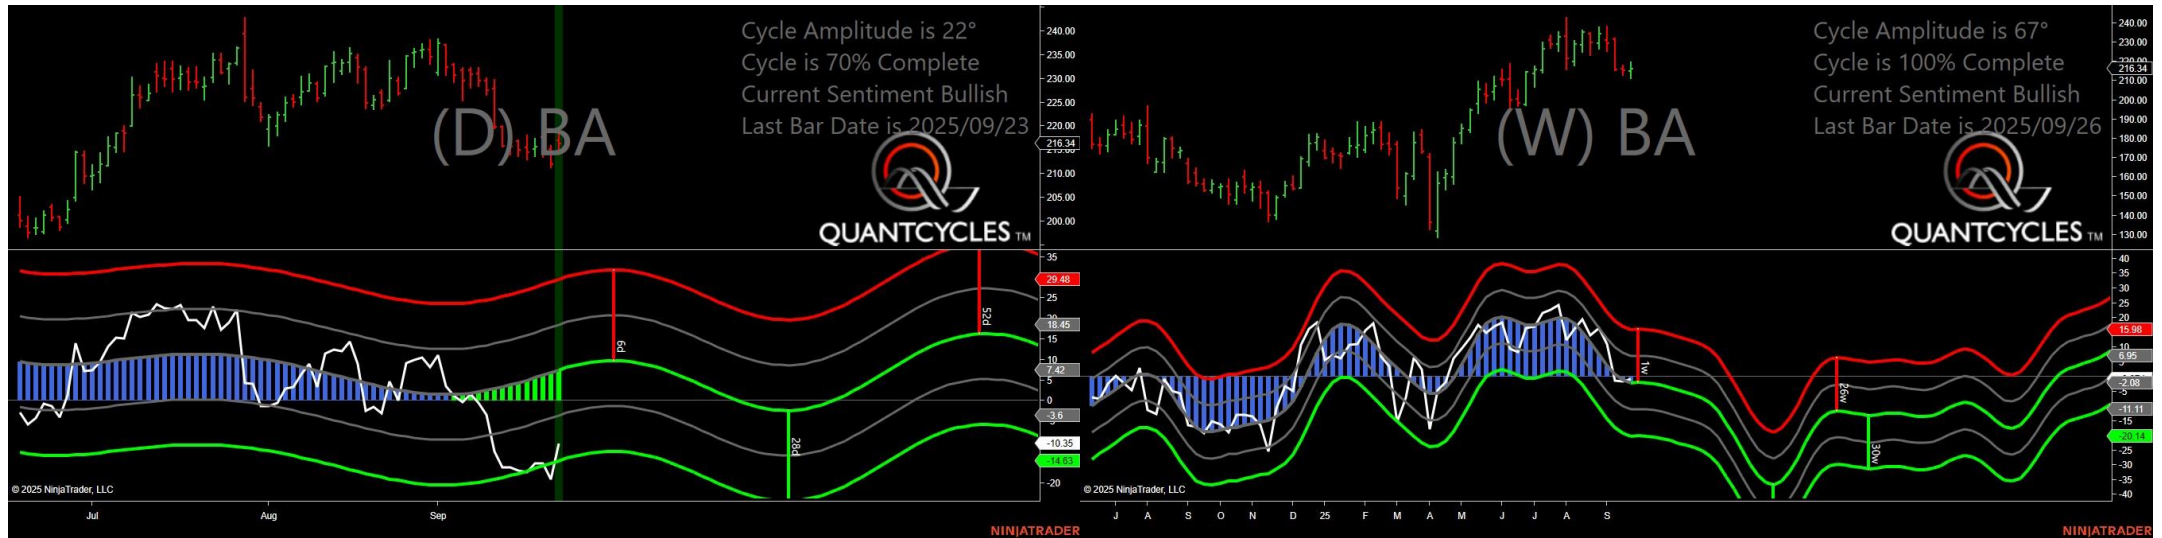 Cycle Amplitude is 22°
Cycle is 70% Complete
Current Sentiment Bullish
Last Bar Date is 2025/09/23
(D) BA
QUANTCYCLES TM
240.00
230.00
225.00
220.00
216.34
210.00
205.00
200.00
35
29.48
25
18.45
15
10
7.42
5
0
-3.6
-10.35
-14.63
-20
6d
28d
52d
© 2025 NinjaTrader, LLC
Jul
Aug
Sep
NINJATRADER
Cycle Amplitude is 67°
Cycle is 100% Complete
Current Sentiment Bullish
Last Bar Date is 2025/09/26
(W) BA
QUANTCYCLES TM
240.00
230.00
216.34
210.00
200.00
190.00
180.00
170.00
160.00
150.00
140.00
130.00
40
35
30
25
20
15.98
10
6.95
-2.08
-11.11
-15
-20.14
-25
-30
-35
-40
1w
26w
30w
© 2025 NinjaTrader, LLC
J A S O N D 25 F M A M J J A S
NINJATRADER